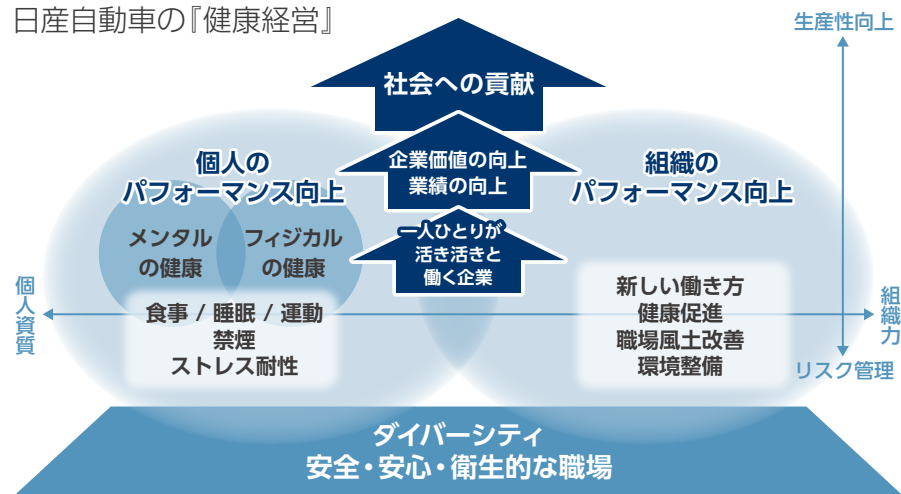 日産自動車の『健康経営』
生産性向上
社会への貢献
企業価値の向上
業績の向上
一人ひとりが
活き活きと
働く企業
個人の
パフォーマンス向上
メンタル
の健康
フィジカル
の健康
食事 / 睡眠 / 運動
禁煙
ストレス耐性
個人資質
組織の
パフォーマンス向上
新しい働き方
健康促進
職場風土改善
環境整備
組織力
リスク管理
ダイバーシティ
安全・安心・衛生的な職場